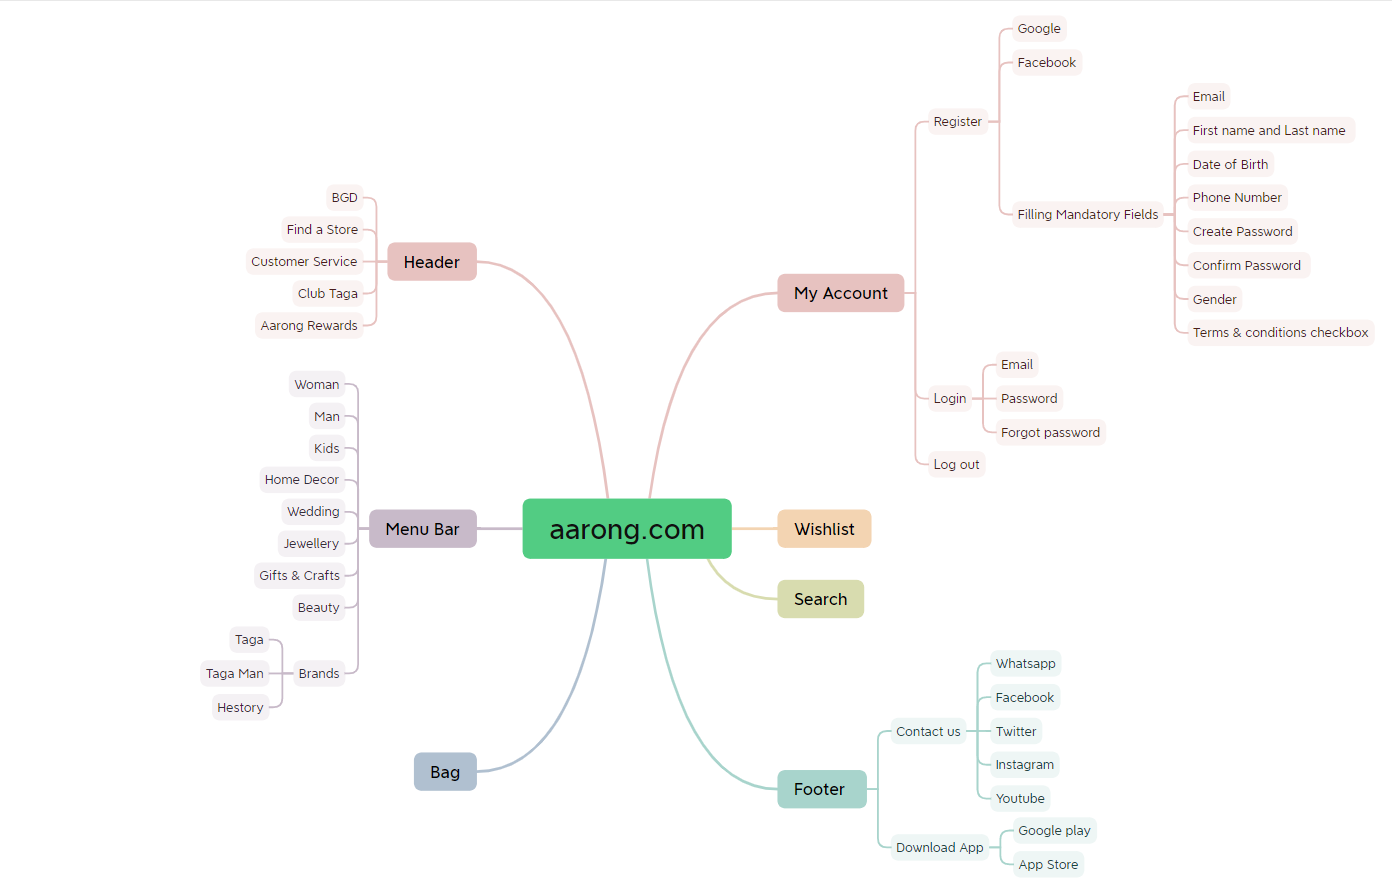 aarong.com
My Account
Register
Google
Facebook
Filling Mandatory Fields
Email
First name and Last name
Date of Birth
Phone Number
Create Password
Confirm Password
Gender
Terms & conditions checkbox
Login
Email
Password
Forgot password
Log out
Wishlist
Search
Footer
Contact us
Whatsapp
Facebook
Twitter
Instagram
Youtube
Download App
Google play
App Store
Header
BGD
Find a Store
Customer Service
Club Taga
Aarong Rewards
Menu Bar
Woman
Man
Kids
Home Decor
Wedding
Jewellery
Gifts & Crafts
Beauty
Brands
Taga
Taga Man
Hestory
Bag